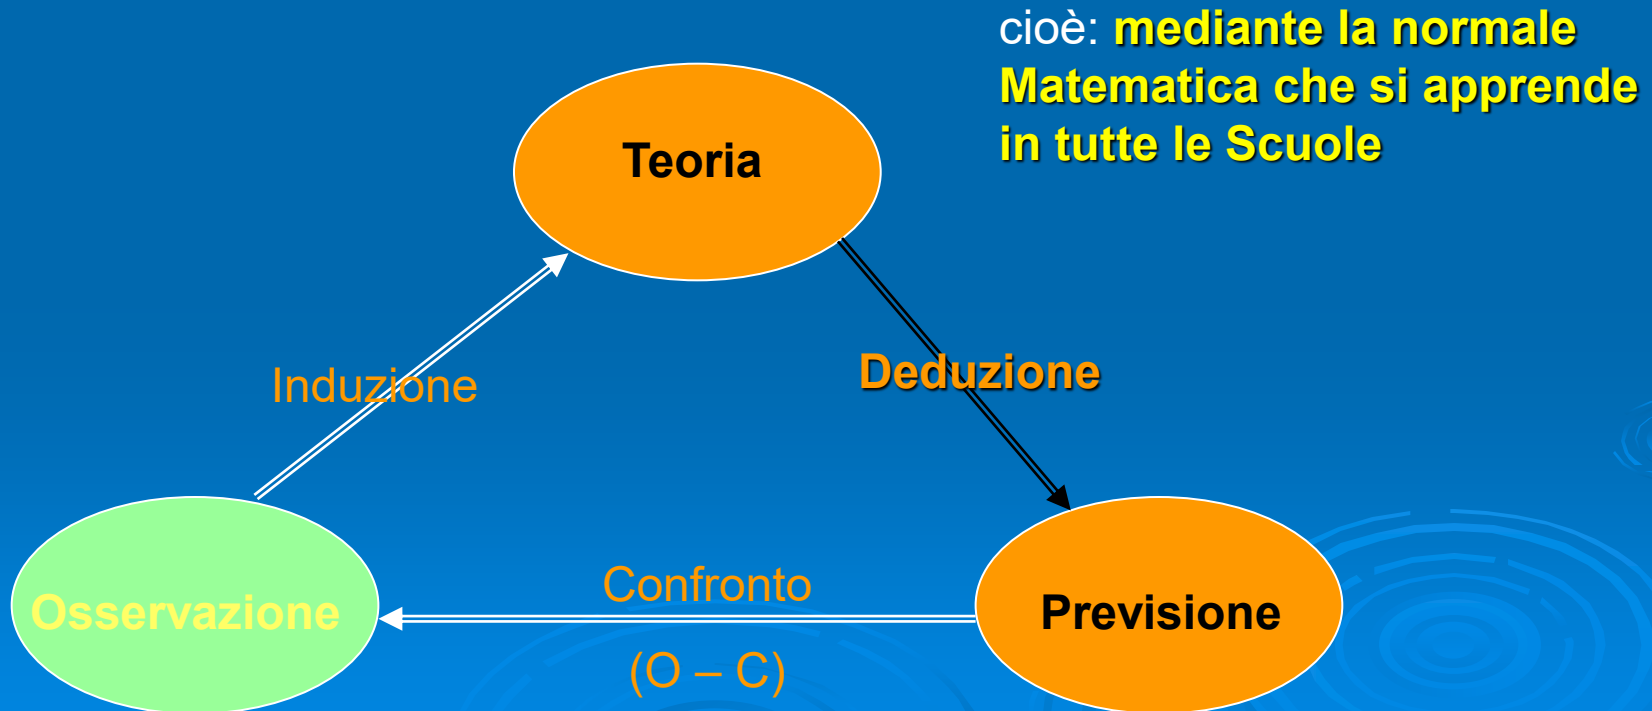 cioè: mediante la normale
Matematica che si apprende
in tutte le Scuole
Teoria
Induzione
Deduzione
Osservazione
Confronto
(O – C)
Previsione